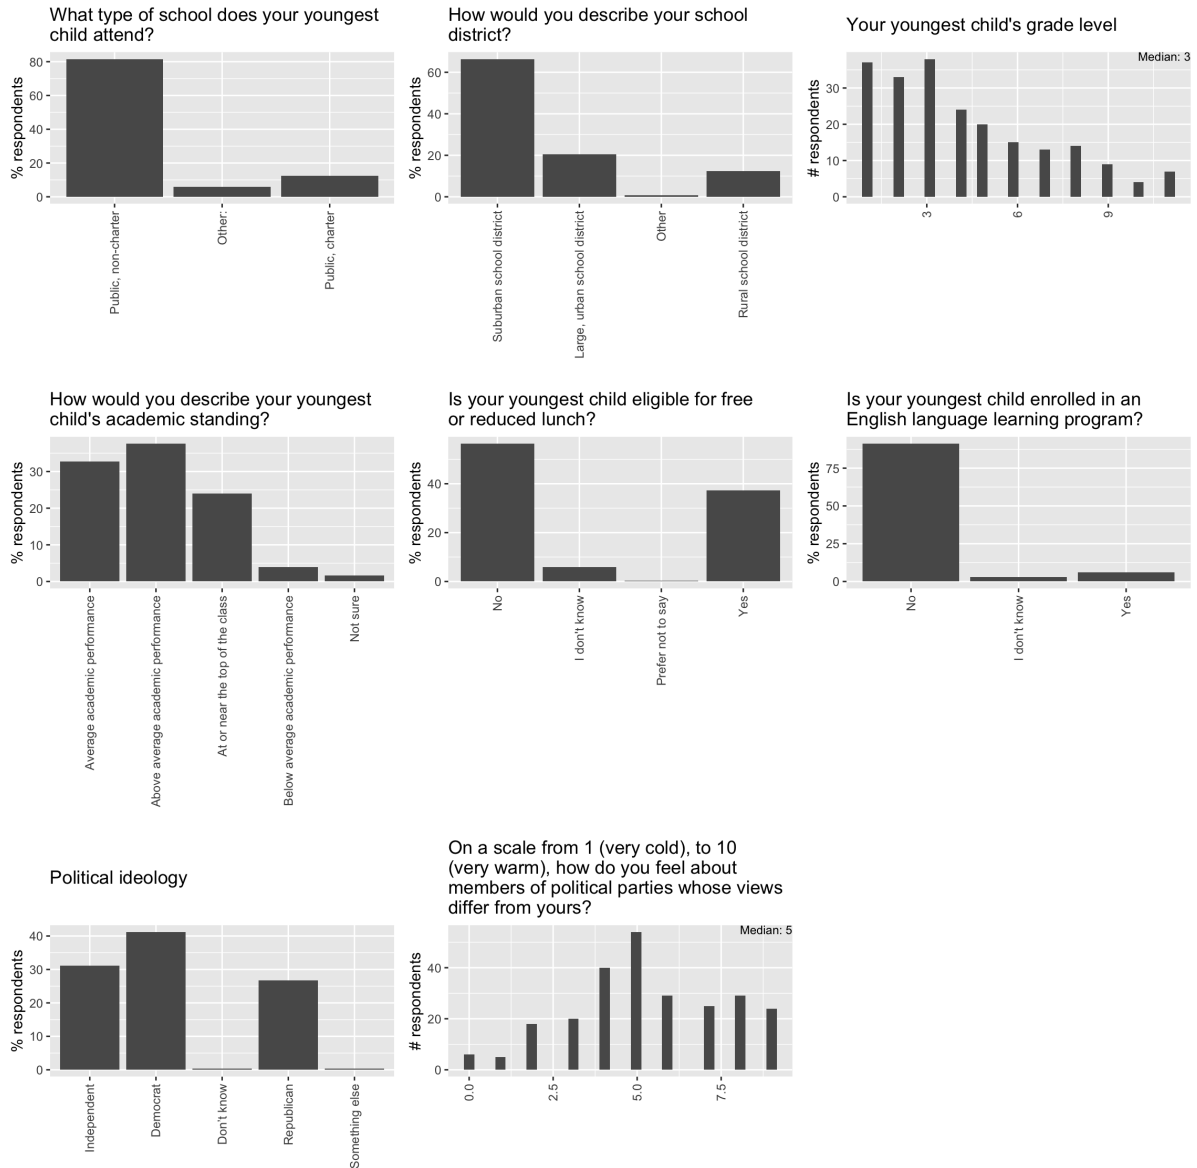 What type of school does your youngest
child attend?
% respondents
80
60
40
20
0
Public, non-charter
Other:
Public, charter
How would you describe your school
district?
% respondents
60
40
20
0
Suburban school district
Large, urban school district
Other
Rural school district
Your youngest child's grade level
Median: 3
# respondents
30
20
10
0
3
6
9
How would you describe your youngest
child's academic standing?
% respondents
30
20
10
0
Average academic performance
Above average academic performance
At or near the top of the class
Below average academic performance
Not sure
Is your youngest child eligible for free
or reduced lunch?
% respondents
40
20
0
No
I don't know
Prefer not to say
Yes
Is your youngest child enrolled in an
English language learning program?
% respondents
75
50
25
0
No
I don't know
Yes
Political ideology
% respondents
40
30
20
10
0
Independent
Democrat
Don't know
Republican
Something else
On a scale from 1 (very cold), to 10
(very warm), how do you feel about
members of political parties whose views
differ from yours?
Median: 5
# respondents
40
20
0
0.0
2.5
5.0
7.5